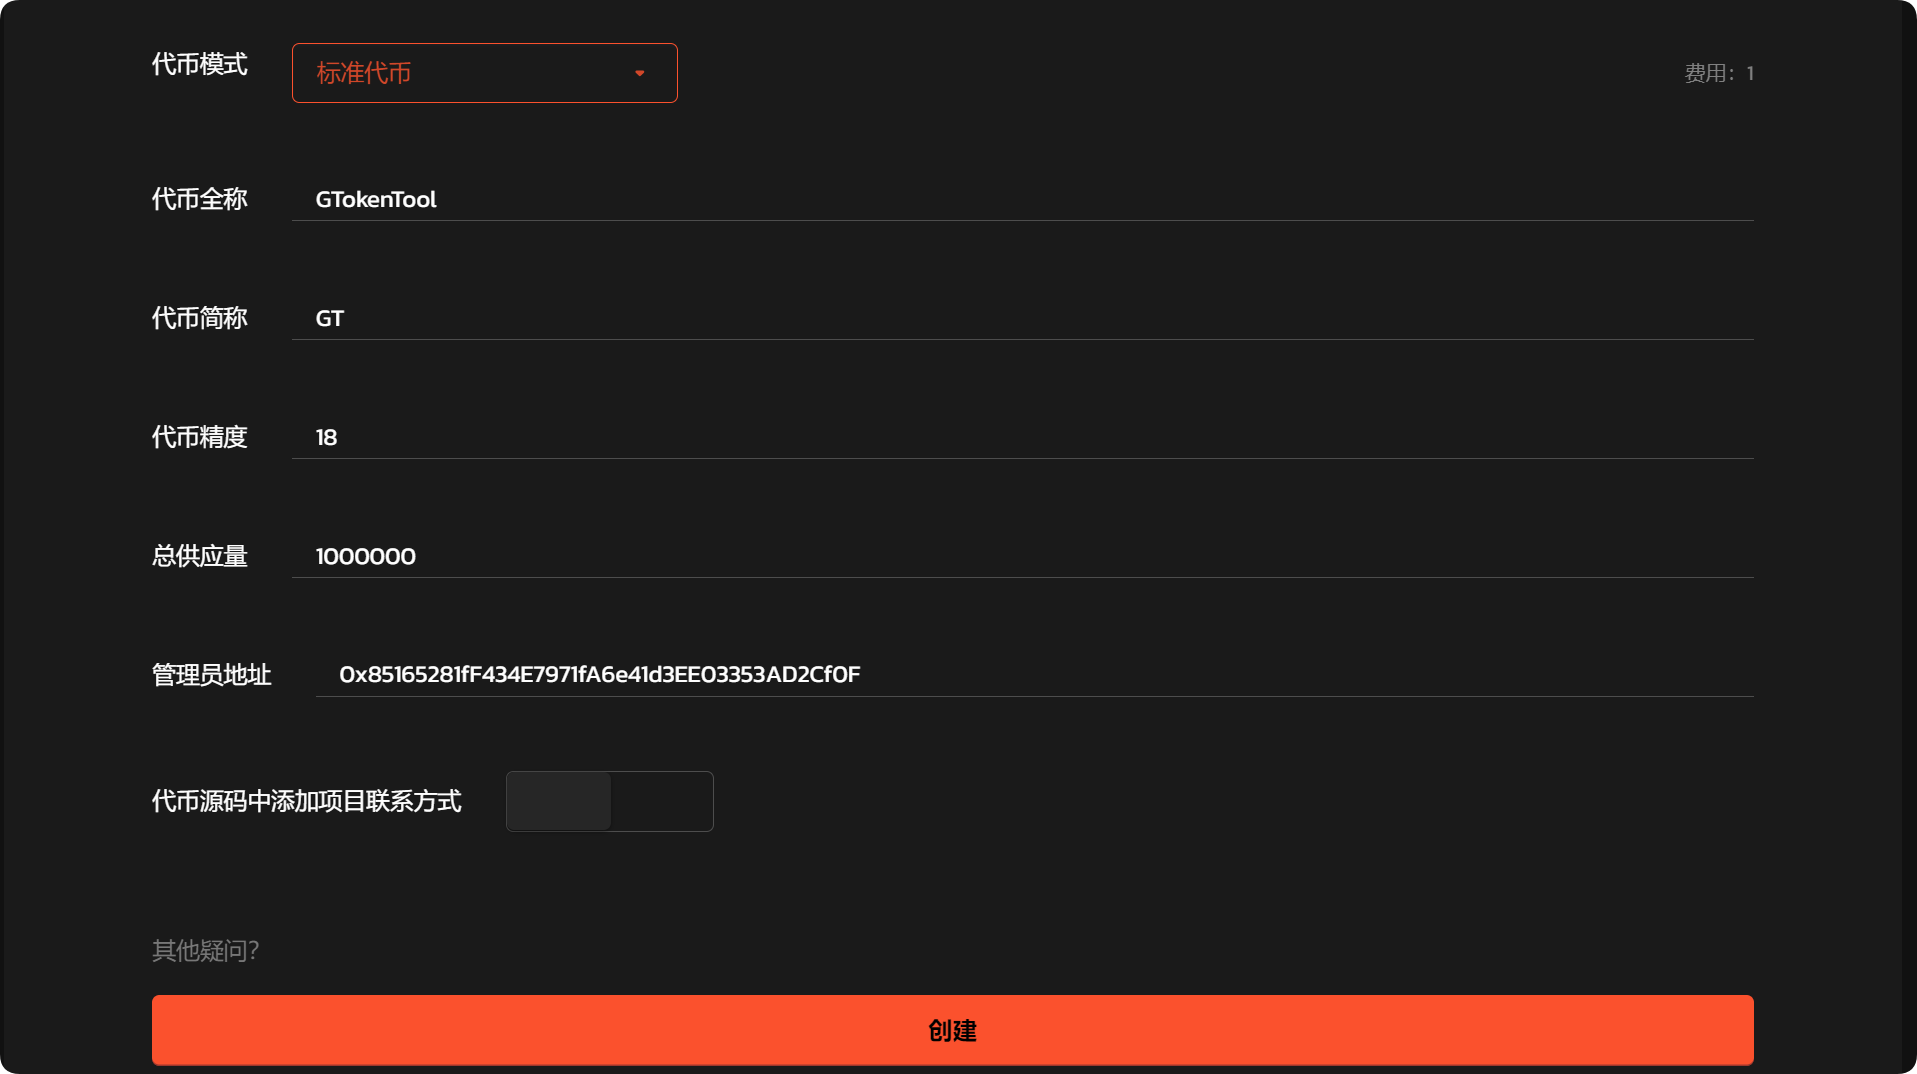 代币模式
标准代币
费用：1
代币全称
GTokenTool
代币简称
GT
代币精度
18
总供应量
1000000
管理员地址
0x85165281fF434E7971fA6e41d3EE03353AD2Cf0F
代币源码中添加项目联系方式
其他疑问？
创建